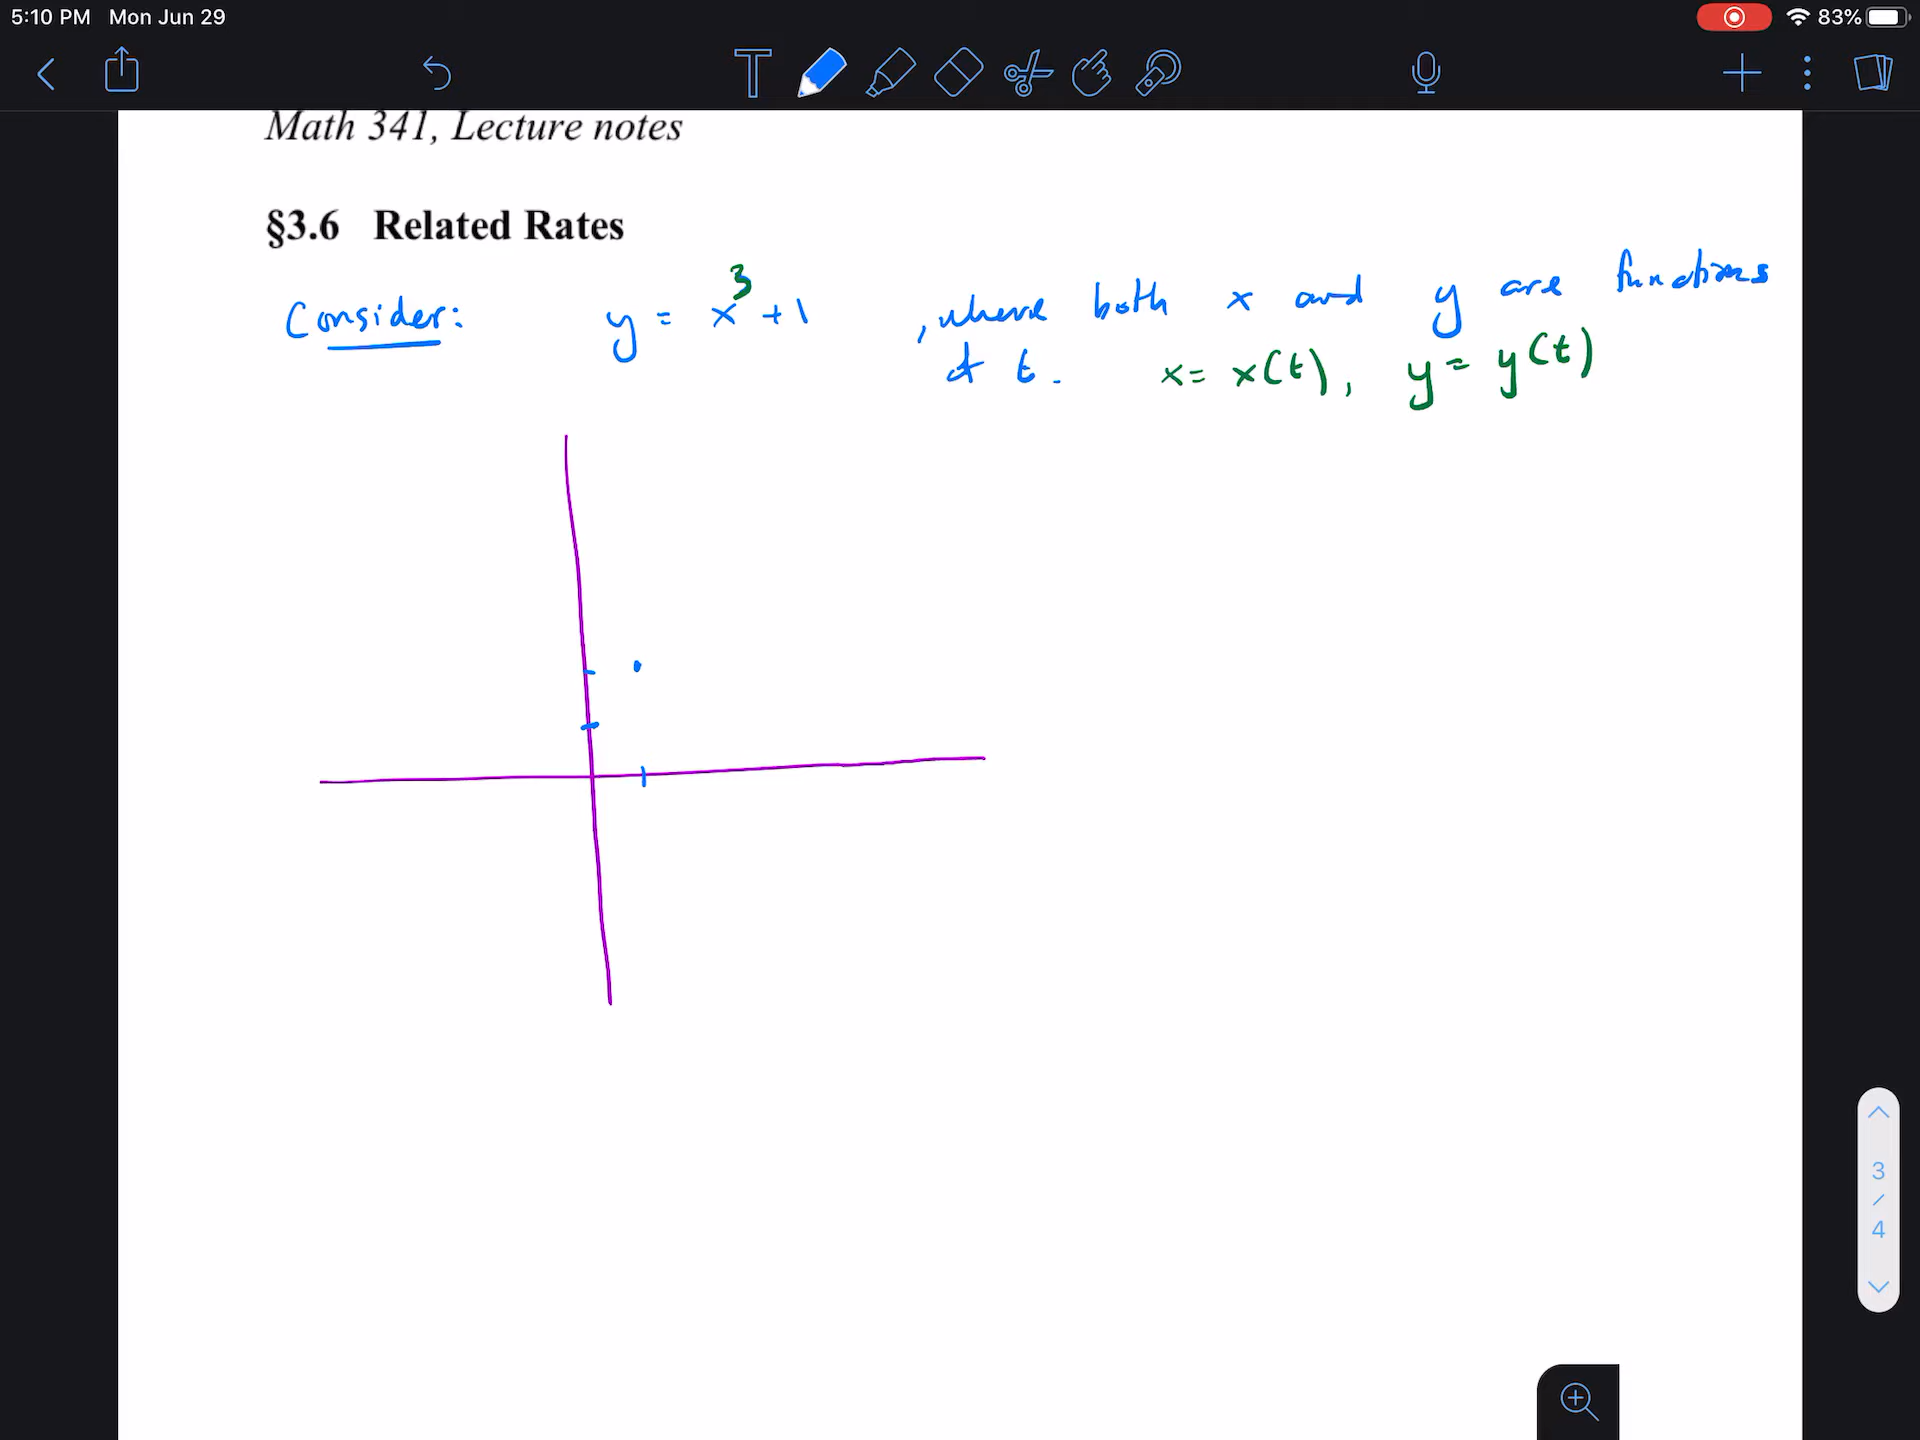 5:10 PM Mon Jun 29
83%
Math 341, Lecture notes
§3.6 Related Rates
Consider: y = x³ + 1 , where both x and y are functions
of t. x = x(t), y = y(t)
3
/
4